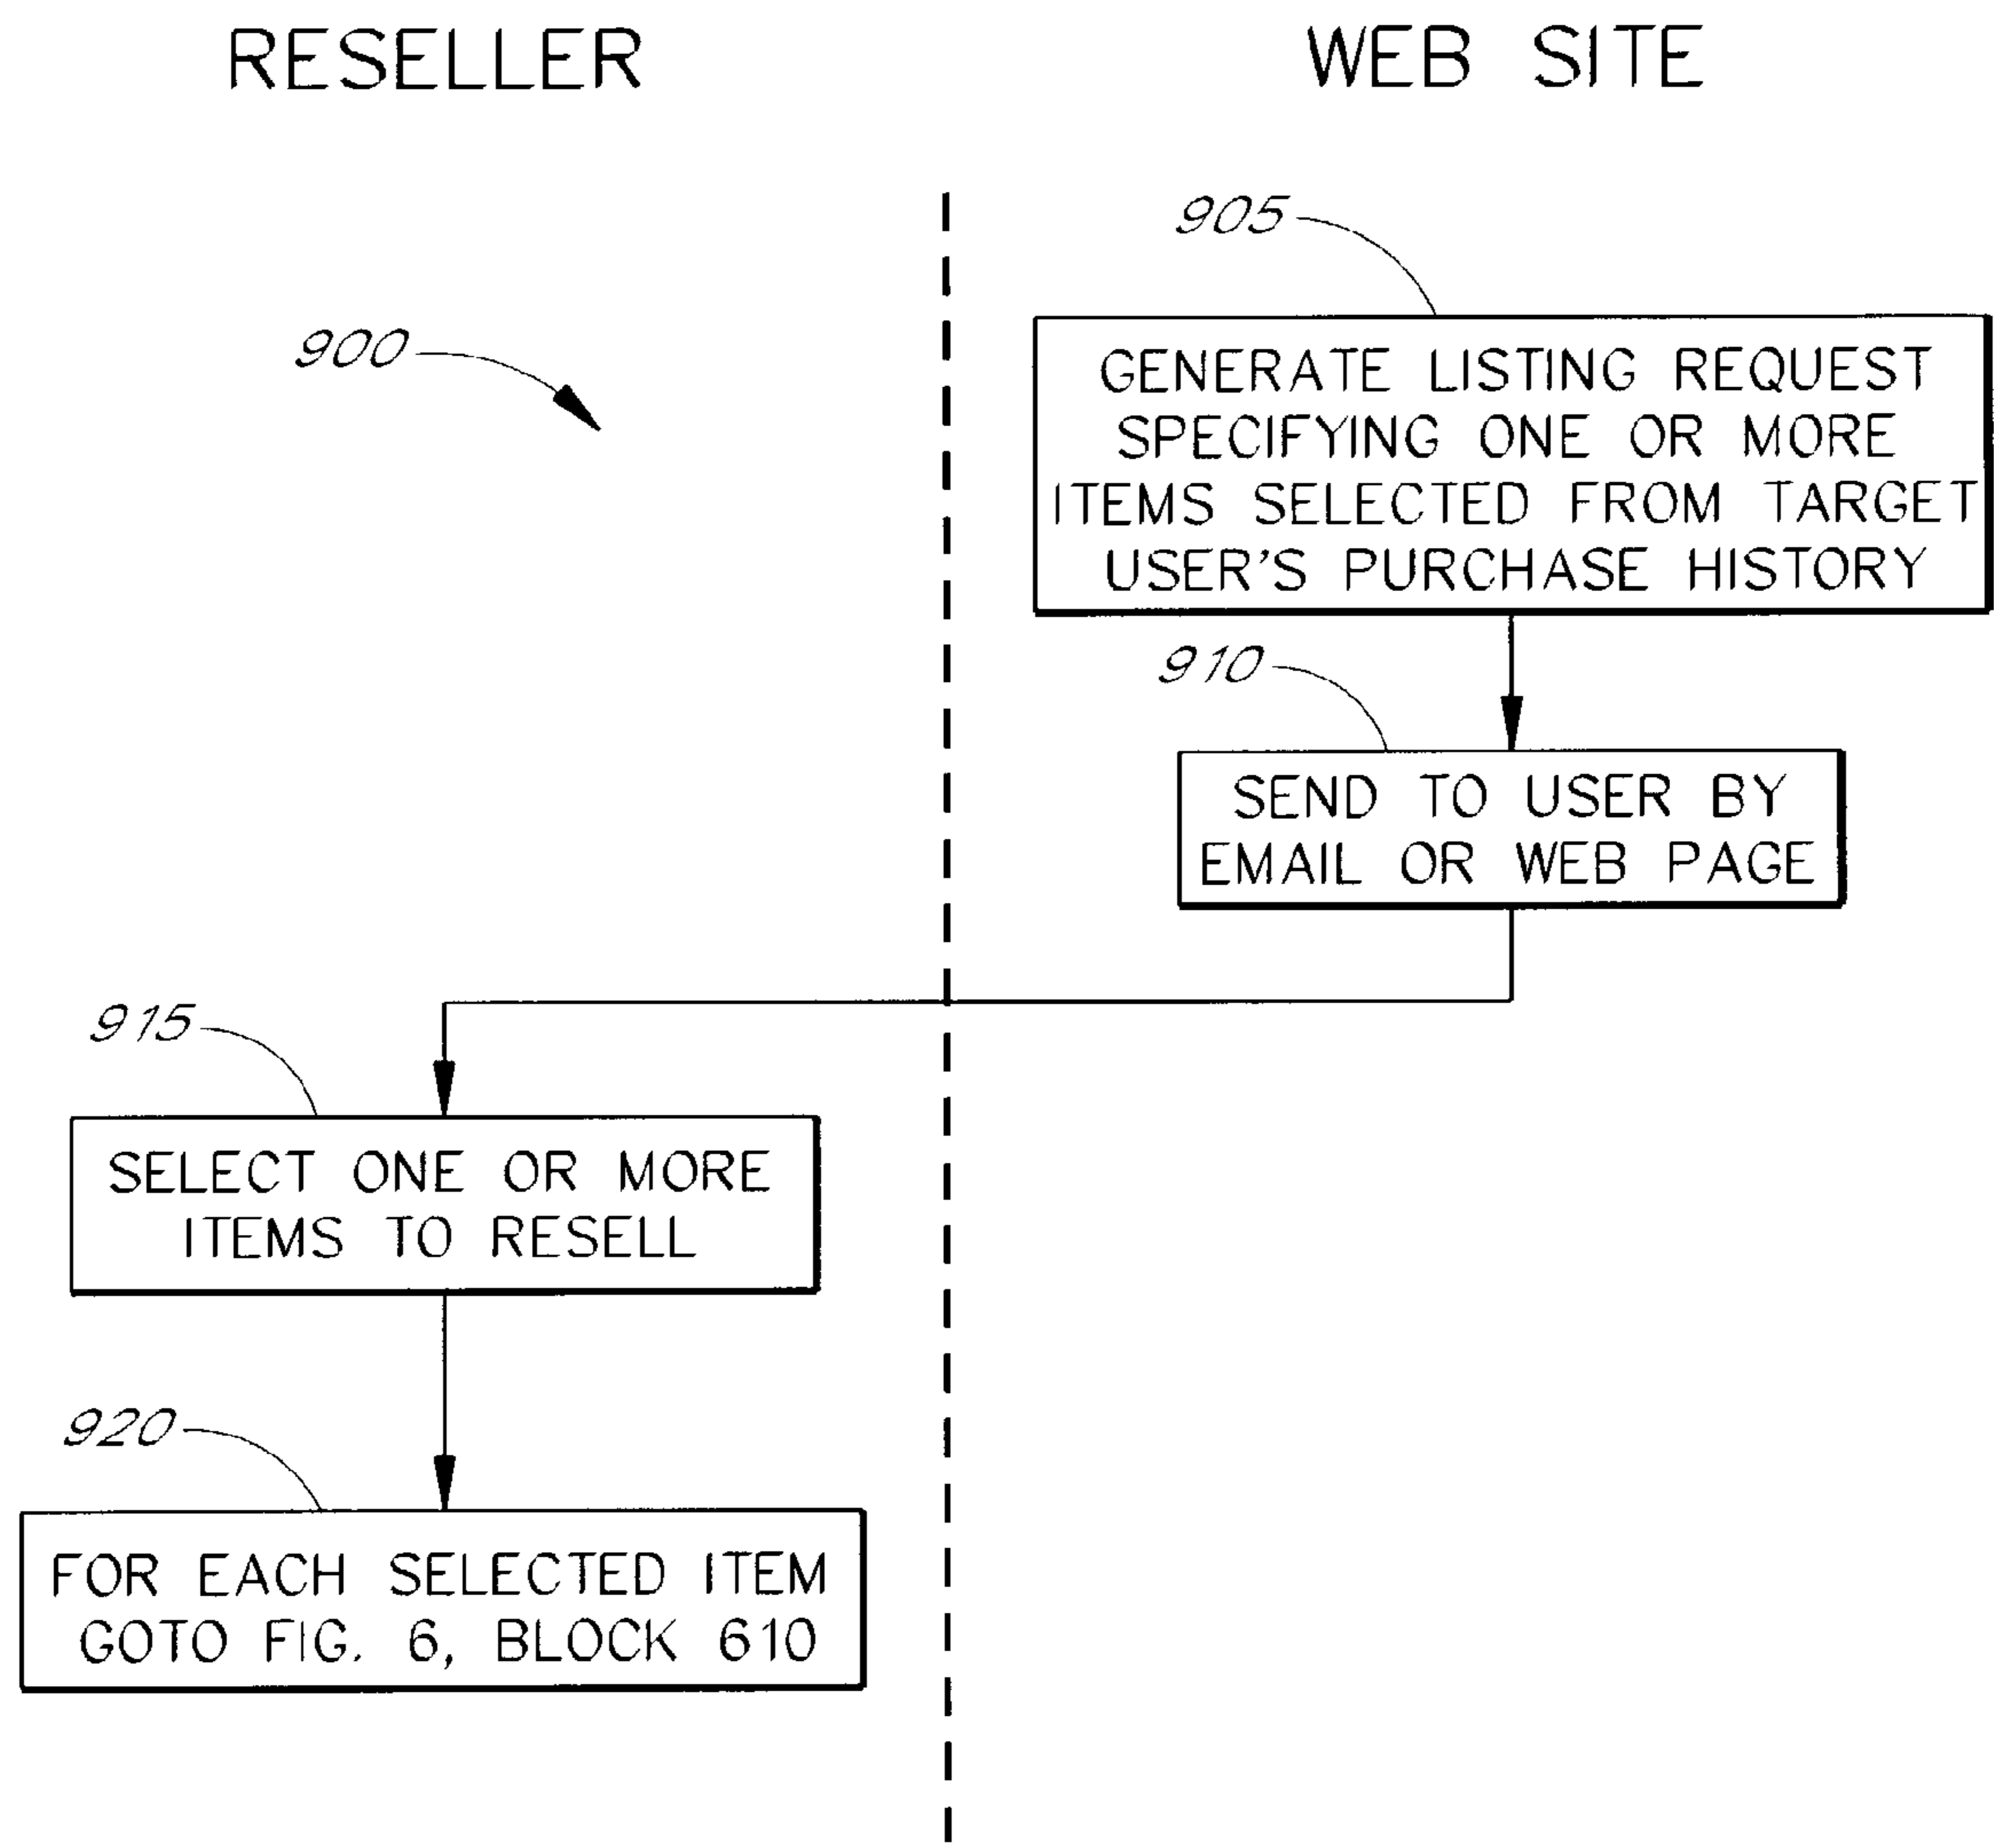 RESELLER
WEB SITE
900
905
GENERATE LISTING REQUEST
SPECIFYING ONE OR MORE
ITEMS SELECTED FROM TARGET
USER'S PURCHASE HISTORY
910
SEND TO USER BY
EMAIL OR WEB PAGE
915
SELECT ONE OR MORE
ITEMS TO RESELL
920
FOR EACH SELECTED ITEM
GOTO FIG. 6, BLOCK 610